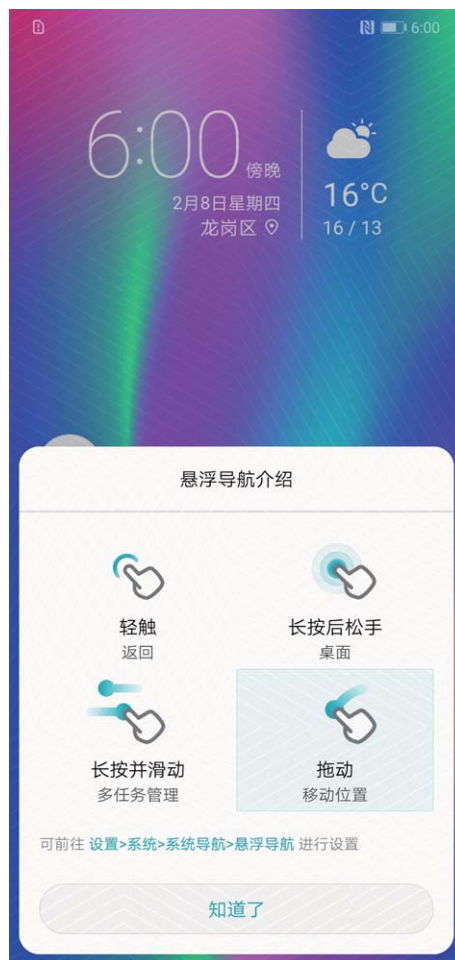 6:00
6:00 傍晚
2月8日星期四
龙岗区
16°C
16 / 13
悬浮导航介绍
轻触
返回
长按后松手
桌面
长按并滑动
多任务管理
拖动
移动位置
可前往 设置>系统>系统导航>悬浮导航 进行设置
知道了